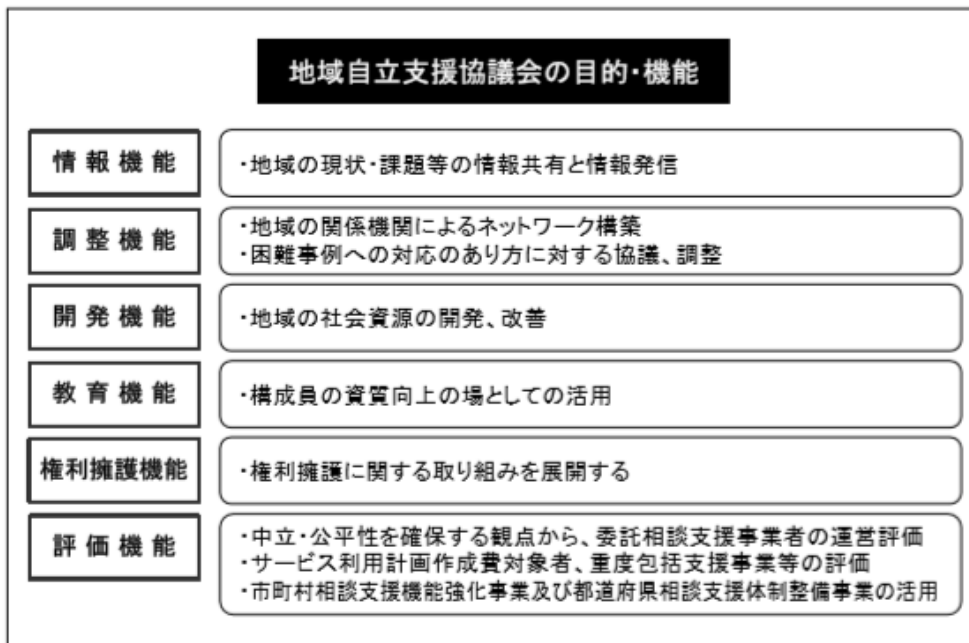 地域自立支援協議会の目的・機能
情報機能
・地域の現状・課題等の情報共有と情報発信
調整機能
・地域の関係機関によるネットワーク構築
・困難事例への対応のあり方に対する協議、調整
開発機能
・地域の社会資源の開発、改善
教育機能
・構成員の資質向上の場としての活用
権利擁護機能
・権利擁護に関する取り組みを展開する
評価機能
・中立・公平性を確保する観点から、委託相談支援事業者の運営評価
・サービス利用計画作成費対象者、重度包括支援事業等の評価
・市町村相談支援機能強化事業及び都道府県相談支援体制整備事業の活用